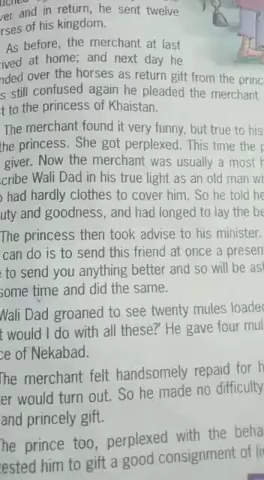 ver and in return, he sent twelve
rses of his kingdom.
As before, the merchant at last
ived at home; and next day he
nded over the horses as return gift from the princ
s still confused again he pleaded the merchant
t to the princess of Khaistan.
The merchant found it very funny, but true to his
the princess. She got perplexed. This time the p
giver. Now the merchant was usually a most h
cribe Wali Dad in his true light as an old man w
had hardly clothes to cover him. So he told he
uty and goodness, and had longed to lay the be
The princess then took advise to his minister.
can do is to send this friend at once a presen
to send you anything better and so will be as
some time and did the same.
Wali Dad groaned to see twenty mules loade
t would I do with all these?' He gave four mul
ce of Nekabad.
The merchant felt handsomely repaid for h
er would turn out. So he made no difficulty
and princely gift.
The prince too, perplexed with the beha
ested him to gift a good consignment of li